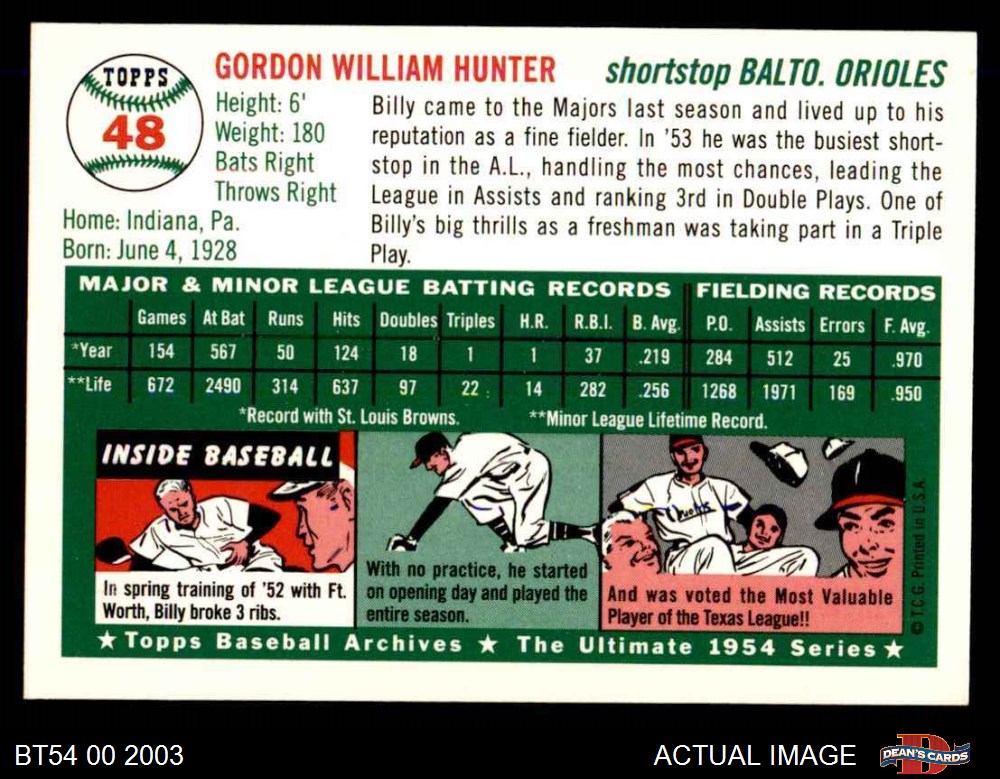 TOPPS
48
GORDON WILLIAM HUNTER
shortstop BALTO. ORIOLES
Height: 6'
Weight: 180
Bats Right
Throws Right
Home: Indiana, Pa.
Born: June 4, 1928
Billy came to the Majors last season and lived up to his
reputation as a fine fielder. In '53 he was the busiest short-
stop in the A.L., handling the most chances, leading the
League in Assists and ranking 3rd in Double Plays. One of
Billy's big thrills as a freshman was taking part in a Triple
Play.
MAJOR & MINOR LEAGUE BATTING RECORDS FIELDING RECORDS
Games At Bat Runs Hits Doubles Triples H.R. R.B.I. B. Avg. P.O. Assists Errors F. Avg.
*Year 154 567 50 124 18 1 1 37 .219 284 512 25 .970
**Life 672 2490 314 637 97 22 14 282 .256 1268 1971 169 .950
*Record with St. Louis Browns. **Minor League Lifetime Record.
INSIDE BASEBALL
In spring training of '52 with Ft.
Worth, Billy broke 3 ribs.
With no practice, he started
on opening day and played the
entire season.
And was voted the Most Valuable
Player of the Texas League!!
© T.C.G. Printed in U.S.A.
★ Topps Baseball Archives ★ The Ultimate 1954 Series ★
BT54 00 2003
ACTUAL IMAGE
DEAN'S CARDS